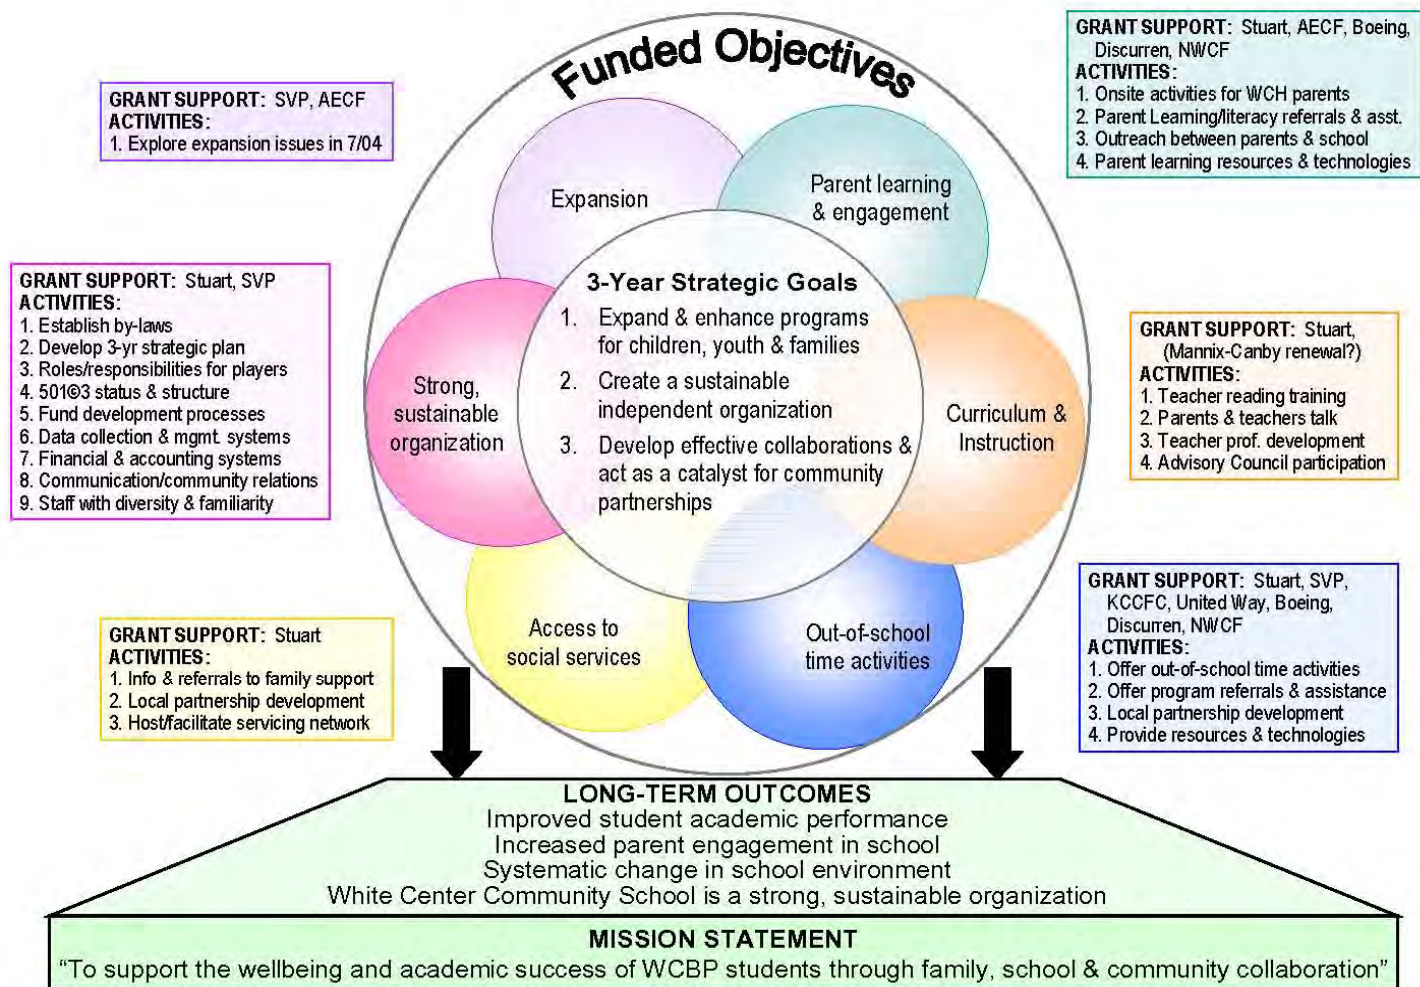 Funded Objectives
GRANT SUPPORT: SVP, AECF
ACTIVITIES:
1. Explore expansion issues in 7/04
GRANT SUPPORT: Stuart, AECF, Boeing,
Discurren, NWCF
ACTIVITIES:
1. Onsite activities for WCH parents
2. Parent Learning/literacy referrals & asst.
3. Outreach between parents & school
4. Parent learning resources & technologies
Expansion
Parent learning
& engagement
GRANT SUPPORT: Stuart, SVP
ACTIVITIES:
1. Establish by-laws
2. Develop 3-yr strategic plan
3. Roles/responsibilities for players
4. 501©3 status & structure
5. Fund development processes
6. Data collection & mgmt. systems
7. Financial & accounting systems
8. Communication/community relations
9. Staff with diversity & familiarity
Strong,
sustainable
organization
3-Year Strategic Goals
1. Expand & enhance programs
for children, youth & families
2. Create a sustainable
independent organization
3. Develop effective collaborations &
act as a catalyst for community
partnerships
Curriculum &
Instruction
GRANT SUPPORT: Stuart,
(Mannix-Canby renewal?)
ACTIVITIES:
1. Teacher reading training
2. Parents & teachers talk
3. Teacher prof. development
4. Advisory Council participation
GRANT SUPPORT: Stuart
ACTIVITIES:
1. Info & referrals to family support
2. Local partnership development
3. Host/facilitate servicing network
Access to
social services
Out-of-school
time activities
GRANT SUPPORT: Stuart, SVP,
KCCFC, United Way, Boeing,
Discurren, NWCF
ACTIVITIES:
1. Offer out-of-school time activities
2. Offer program referrals & assistance
3. Local partnership development
4. Provide resources & technologies
LONG-TERM OUTCOMES
Improved student academic performance
Increased parent engagement in school
Systematic change in school environment
White Center Community School is a strong, sustainable organization
MISSION STATEMENT
“To support the wellbeing and academic success of WCBP students through family, school & community collaboration”